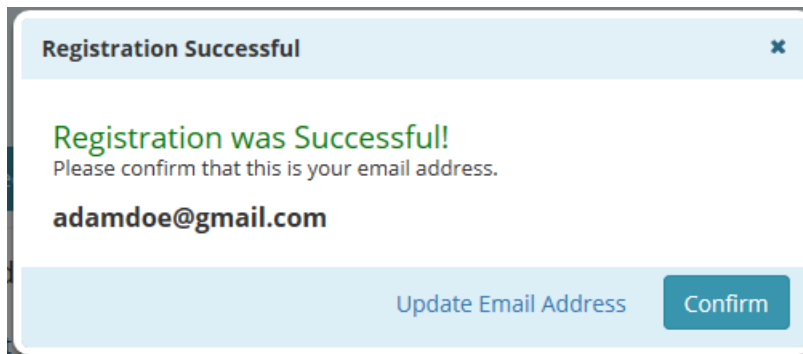 Registration Successful
Registration was Successful!
Please confirm that this is your email address.
adamdoe@gmail.com
Update Email Address
Confirm